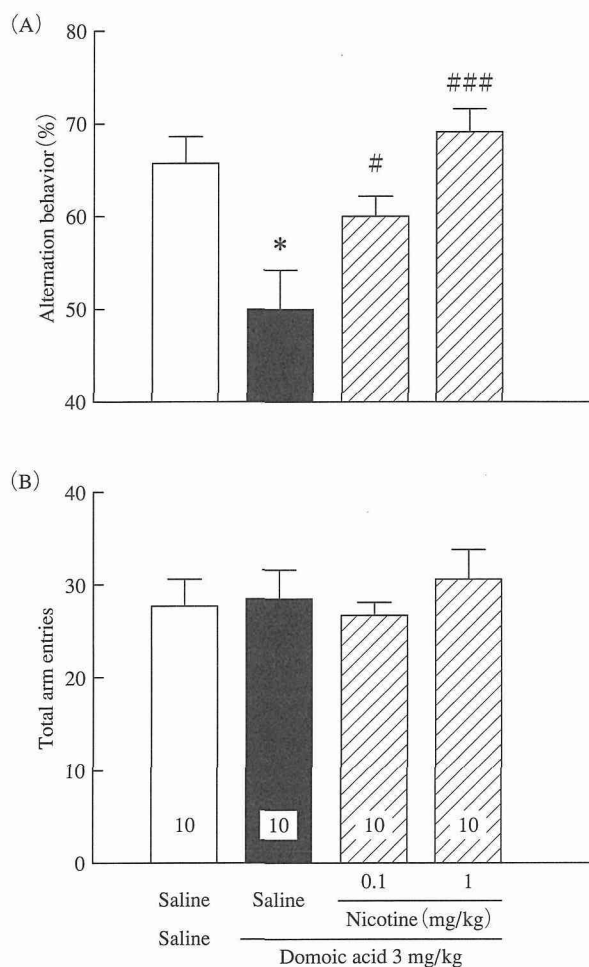 (A)
80
70
60
50
40
Alternation behavior(%)
*
#
###
(B)
40
30
20
10
0
Total arm entries
10 10 10 10
Saline Saline 0.1 1
Nicotine(mg/kg)
Saline Domoic acid 3 mg/kg